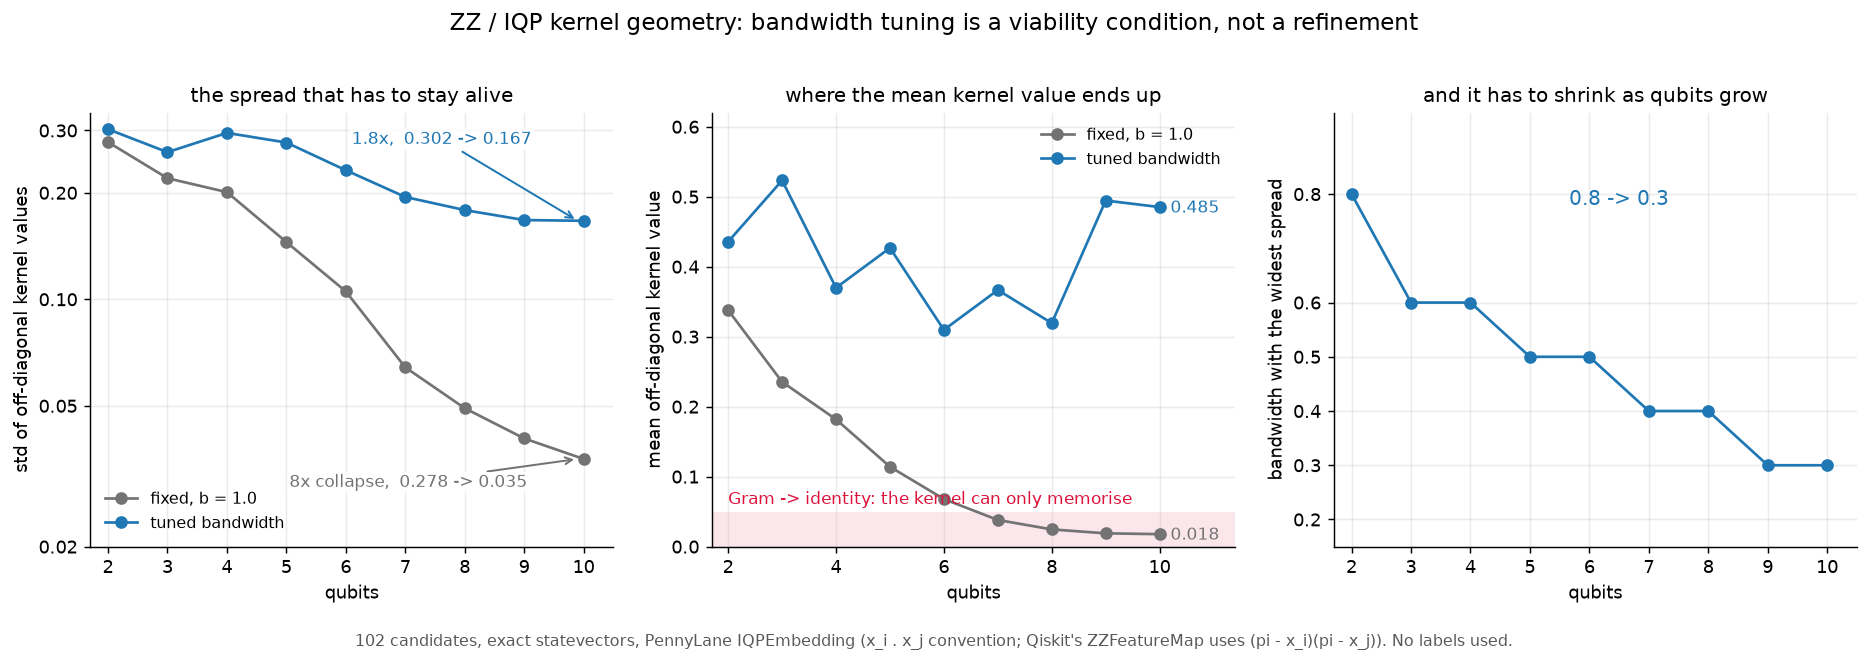 ZZ / IQP kernel geometry: bandwidth tuning is a viability condition, not a refinement
the spread that has to stay alive
std of off-diagonal kernel values
0.30
0.20
0.10
0.05
0.02
1.8x,  0.302 -> 0.167
8x collapse,  0.278 -> 0.035
fixed, b = 1.0
tuned bandwidth
2 3 4 5 6 7 8 9 10
qubits
where the mean kernel value ends up
mean off-diagonal kernel value
0.6
0.5
0.4
0.3
0.2
0.1
0.0
fixed, b = 1.0
tuned bandwidth
0.485
Gram -> identity: the kernel can only memorise
0.018
2 4 6 8 10
qubits
and it has to shrink as qubits grow
bandwidth with the widest spread
0.8
0.6
0.5
0.4
0.3
0.2
0.8 -> 0.3
2 3 4 5 6 7 8 9 10
qubits
102 candidates, exact statevectors, PennyLane IQPEmbedding (x_i . x_j convention; Qiskit's ZZFeatureMap uses (pi - x_i)(pi - x_j)). No labels used.